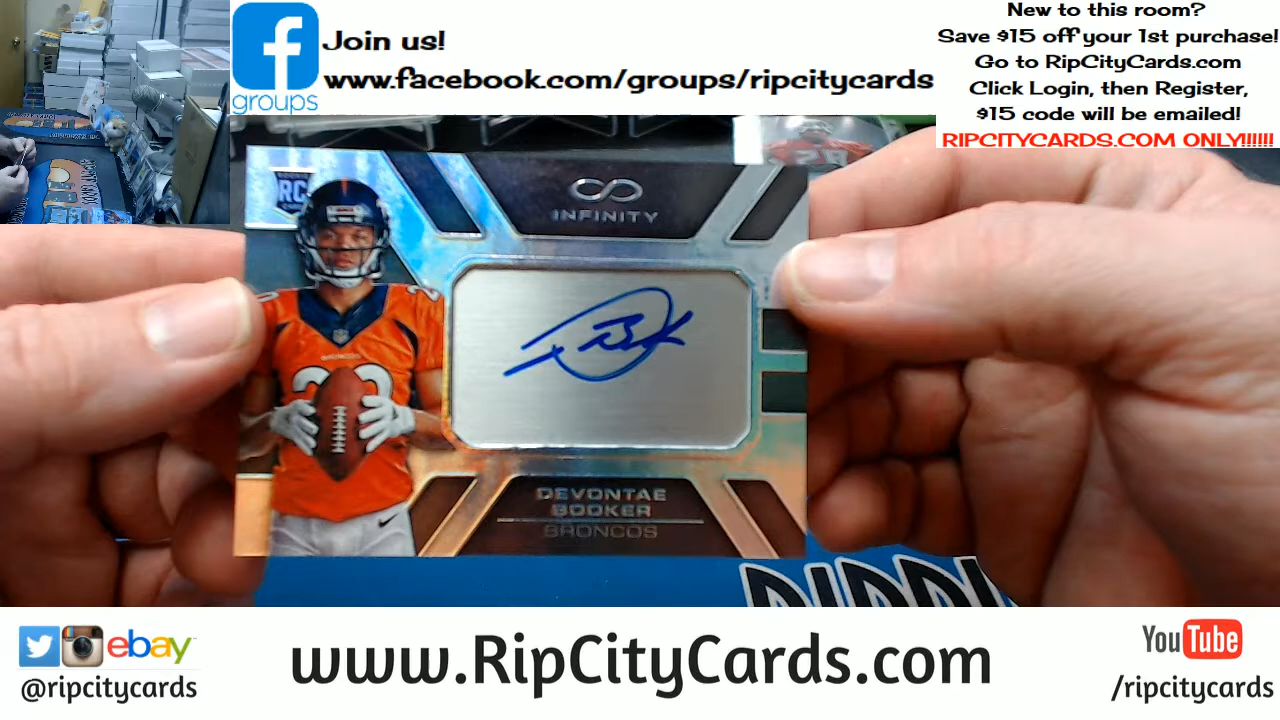 f
groups
Join us!
www.facebook.com/groups/ripcitycards
New to this room?
Save $15 off your 1st purchase!
Go to RipCityCards.com
Click Login, then Register,
$15 code will be emailed!
RIPCITYCARDS.COM ONLY!!!!!!
RC
INFINITY
BRONCOS
DEVONTAE
BOOKER
BRONCOS
ebay
@ripcitycards
www.RipCityCards.com
YouTube
/ripcitycards